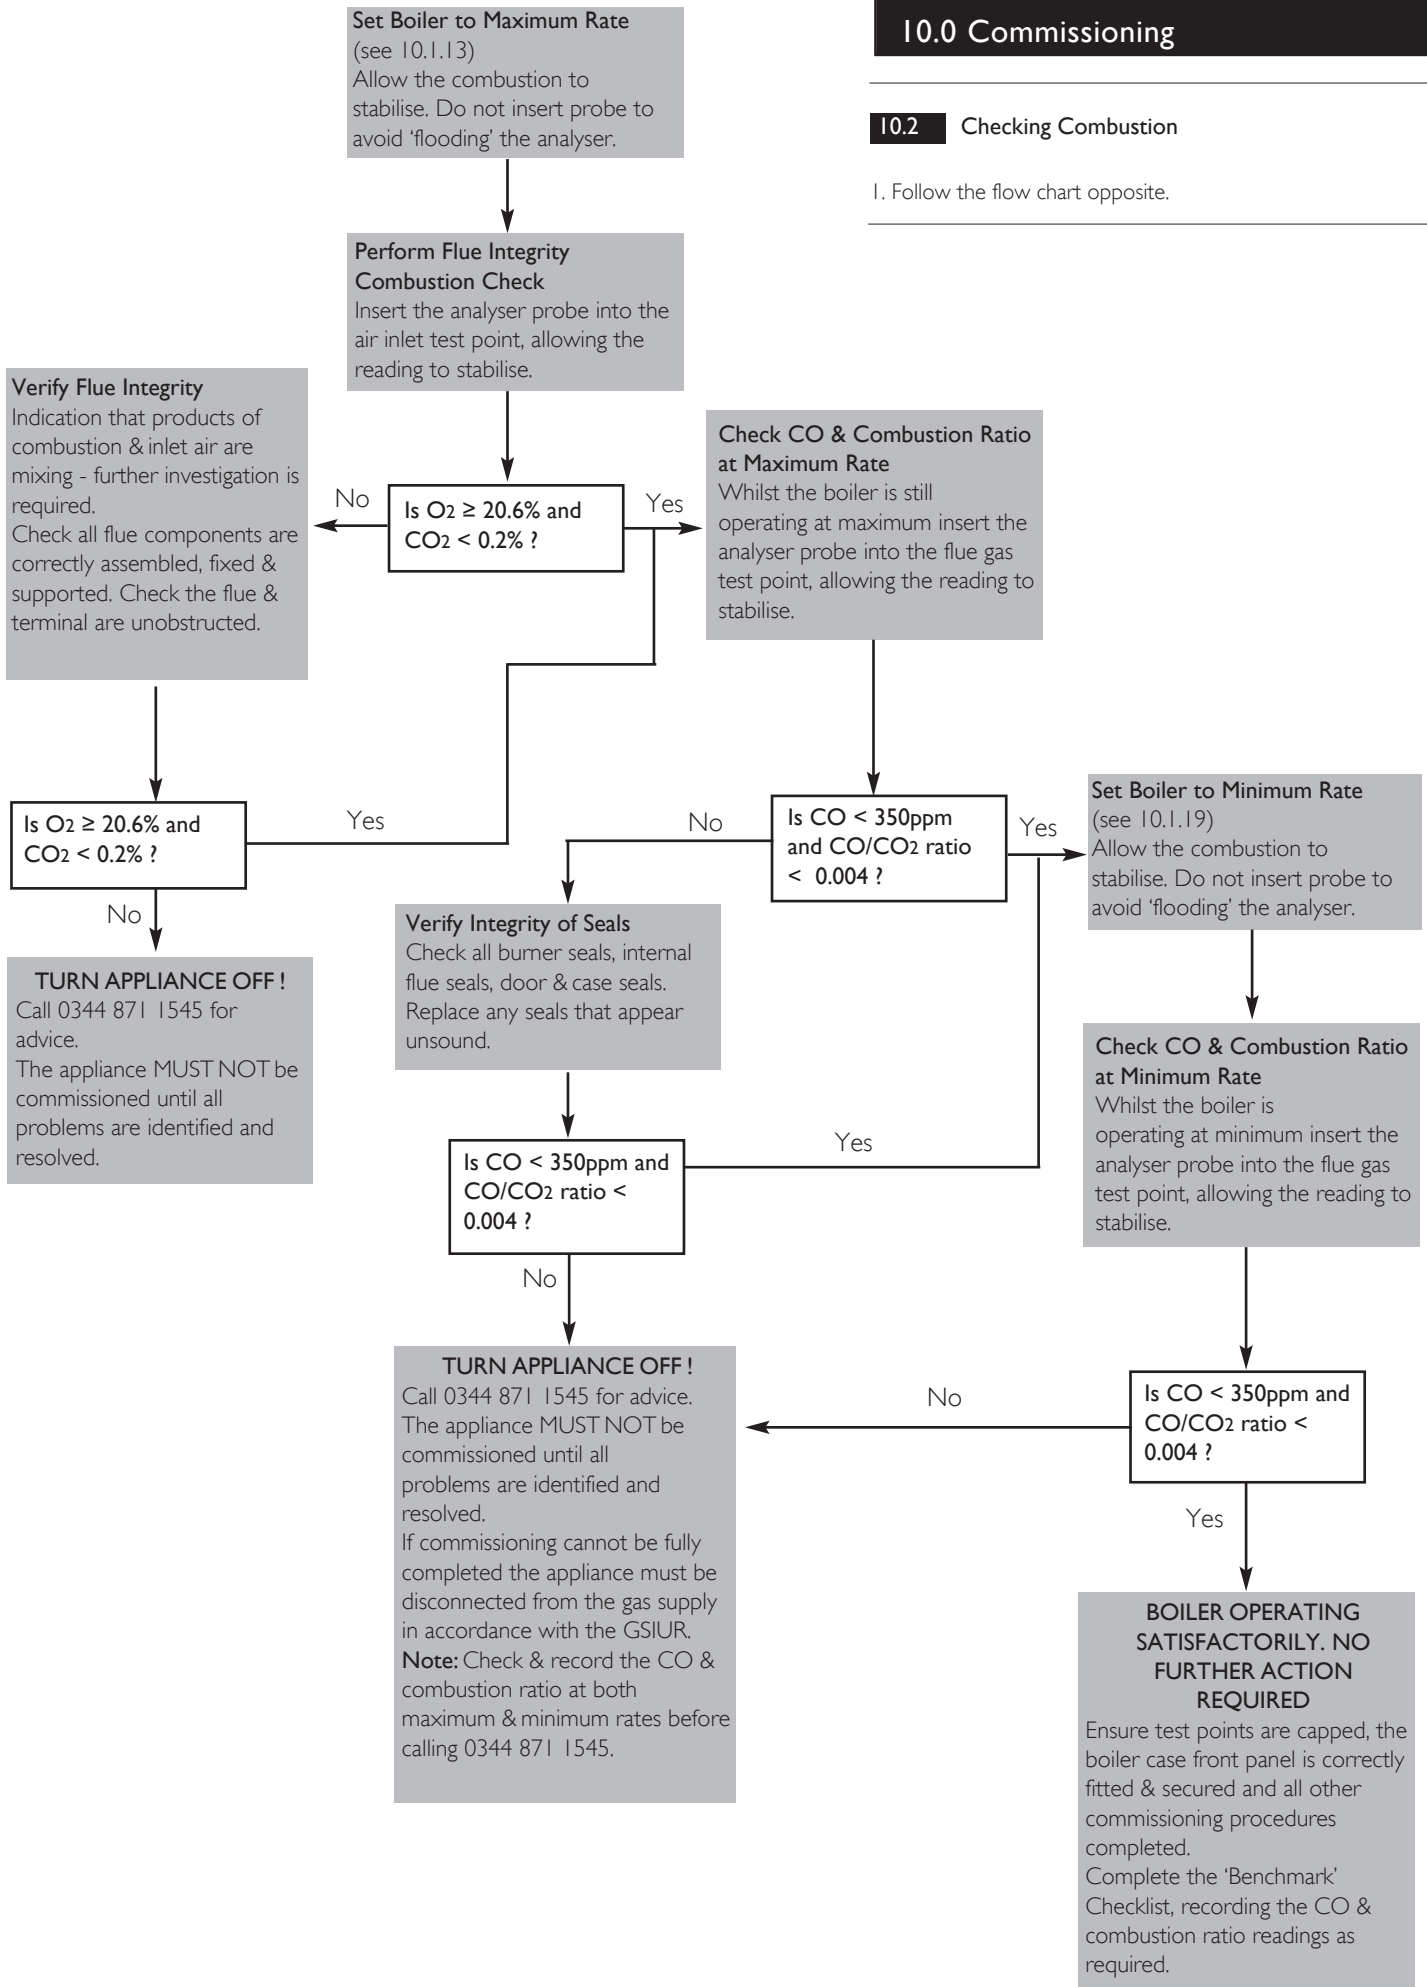 10.0 Commissioning
10.2 Checking Combustion
1. Follow the flow chart opposite.
Set Boiler to Maximum Rate
(see 10.1.13)
Allow the combustion to
stabilise. Do not insert probe to
avoid ‘flooding’ the analyser.
Perform Flue Integrity
Combustion Check
Insert the analyser probe into the
air inlet test point, allowing the
reading to stabilise.
Is O2 ≥ 20.6% and
CO2 < 0.2% ?
No
Yes
Verify Flue Integrity
Indication that products of
combustion & inlet air are
mixing - further investigation is
required.
Check all flue components are
correctly assembled, fixed &
supported. Check the flue &
terminal are unobstructed.
Is O2 ≥ 20.6% and
CO2 < 0.2% ?
Yes
No
TURN APPLIANCE OFF !
Call 0344 871 1545 for
advice.
The appliance MUST NOT be
commissioned until all
problems are identified and
resolved.
Check CO & Combustion Ratio
at Maximum Rate
Whilst the boiler is still
operating at maximum insert the
analyser probe into the flue gas
test point, allowing the reading to
stabilise.
Is CO < 350ppm
and CO/CO2 ratio
< 0.004 ?
No
Yes
Verify Integrity of Seals
Check all burner seals, internal
flue seals, door & case seals.
Replace any seals that appear
unsound.
Is CO < 350ppm and
CO/CO2 ratio <
0.004 ?
Yes
No
TURN APPLIANCE OFF !
Call 0344 871 1545 for advice.
The appliance MUST NOT be
commissioned until all
problems are identified and
resolved.
If commissioning cannot be fully
completed the appliance must be
disconnected from the gas supply
in accordance with the GSIUR.
Note: Check & record the CO &
combustion ratio at both
maximum & minimum rates before
calling 0344 871 1545.
Set Boiler to Minimum Rate
(see 10.1.19)
Allow the combustion to
stabilise. Do not insert probe to
avoid ‘flooding’ the analyser.
Check CO & Combustion Ratio
at Minimum Rate
Whilst the boiler is
operating at minimum insert the
analyser probe into the flue gas
test point, allowing the reading to
stabilise.
Is CO < 350ppm and
CO/CO2 ratio <
0.004 ?
No
Yes
BOILER OPERATING
SATISFACTORILY. NO
FURTHER ACTION
REQUIRED
Ensure test points are capped, the
boiler case front panel is correctly
fitted & secured and all other
commissioning procedures
completed.
Complete the ‘Benchmark’
Checklist, recording the CO &
combustion ratio readings as
required.